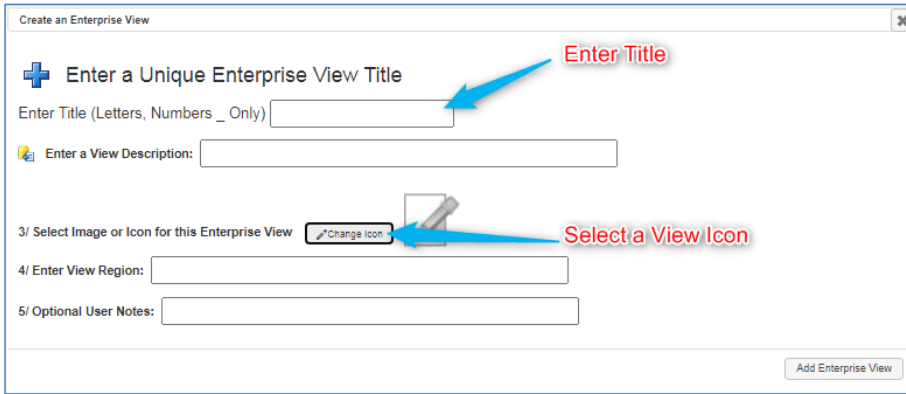 Create an Enterprise View
Enter Title
Enter a Unique Enterprise View Title
Enter Title (Letters, Numbers _ Only)
Enter a View Description:
3/ Select Image or Icon for this Enterprise View
Change Icon
Select a View Icon
4/ Enter View Region:
5/ Optional User Notes:
Add Enterprise View